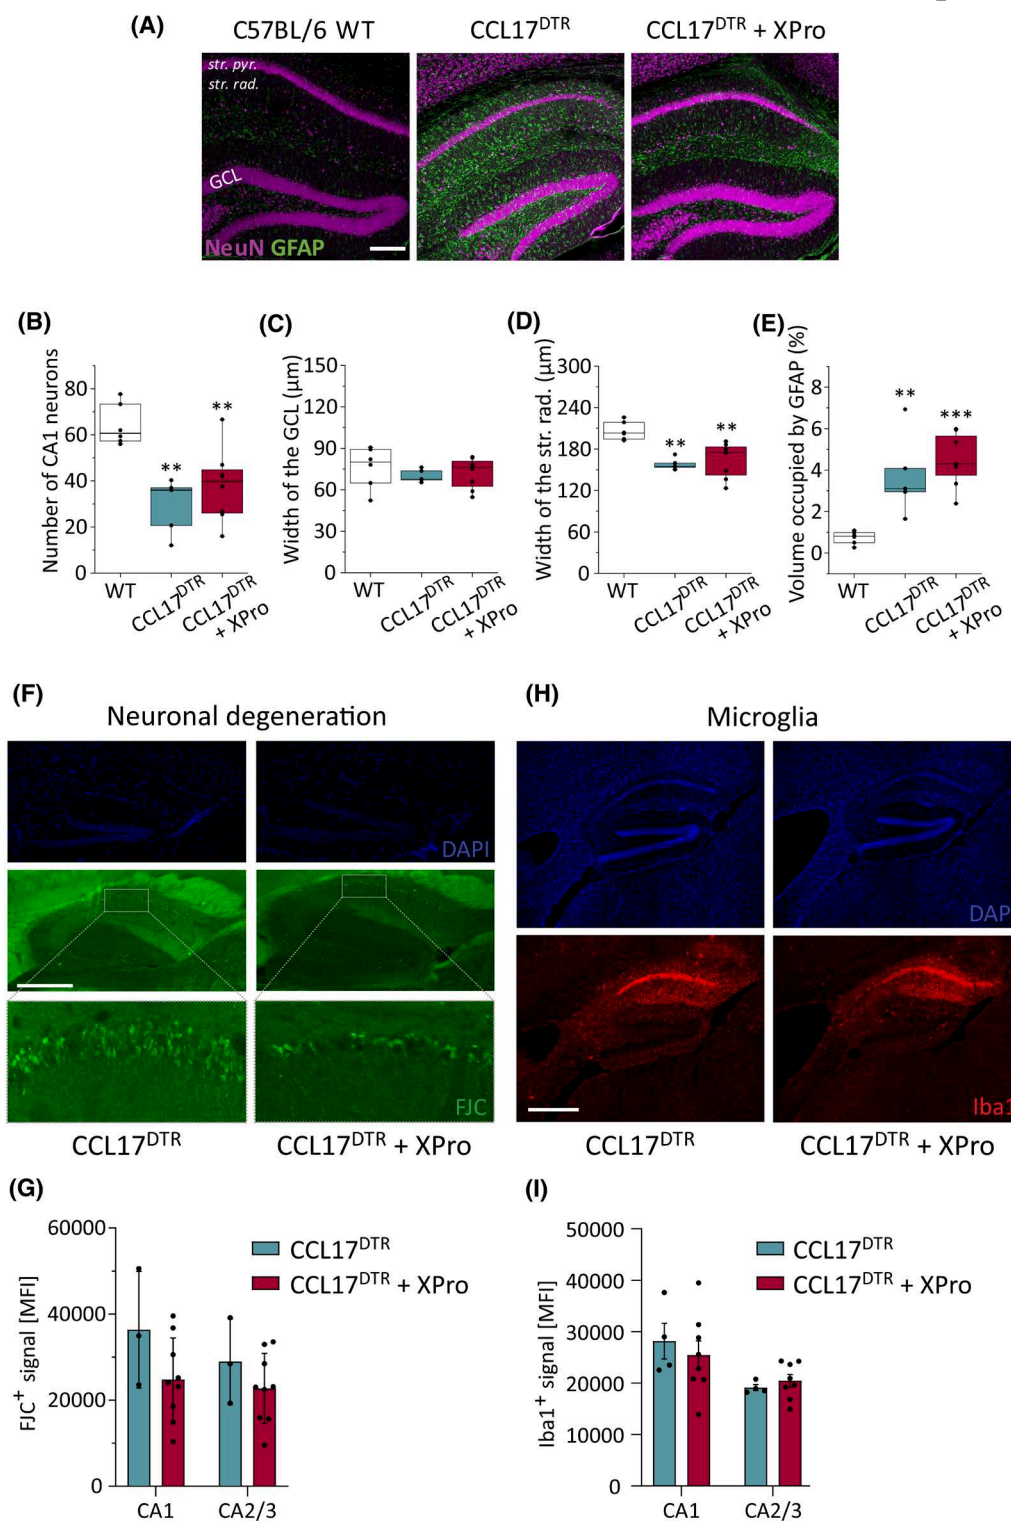 (A)
C57BL/6 WT
CCL17DTR
CCL17DTR + XPro
str. pyr.
str. rad.
GCL
NeuN GFAP
(B)
(C)
(D)
(E)
Number of CA1 neurons
80
60
40
20
0
WT
CCL17DTR
CCL17DTR
+ XPro
**
**
Width of the GCL (µm)
150
120
90
60
30
0
WT
CCL17DTR
CCL17DTR
+ XPro
Width of the str. rad. (µm)
300
240
180
120
60
0
WT
CCL17DTR
CCL17DTR
+ XPro
**
**
Volume occupied by GFAP (%)
8
6
4
2
0
WT
CCL17DTR
CCL17DTR
+ XPro
**
***
(F)
Neuronal degeneration
DAPI
FJC
CCL17DTR
CCL17DTR + XPro
(H)
Microglia
DAP
Iba1
CCL17DTR
CCL17DTR + XPro
(G)
FJC+ signal [MFI]
60000
40000
20000
0
CA1
CA2/3
CCL17DTR
CCL17DTR + XPro
(I)
Iba1+ signal [MFI]
50000
40000
30000
20000
10000
0
CA1
CA2/3
CCL17DTR
CCL17DTR + XPro